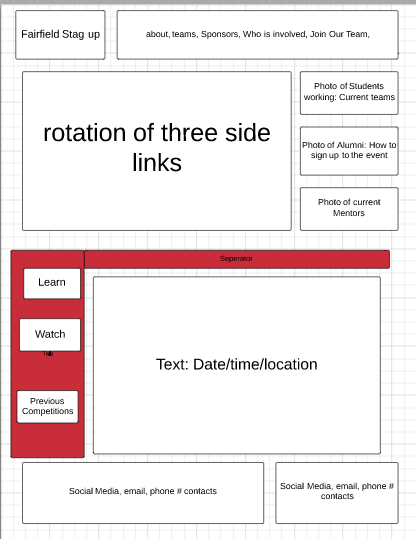 Fairfield Stag up
about, teams, Sponsors, Who is involved, Join Our Team,
rotation of three side
links
Photo of Students
working: Current teams
Photo of Alumni: How to
sign up to the event
Photo of current
Mentors
Seperator
Learn
Watch
Text: Date/time/location
Previous
Competitions
Social Media, email, phone # contacts
Social Media, email, phone #
contacts